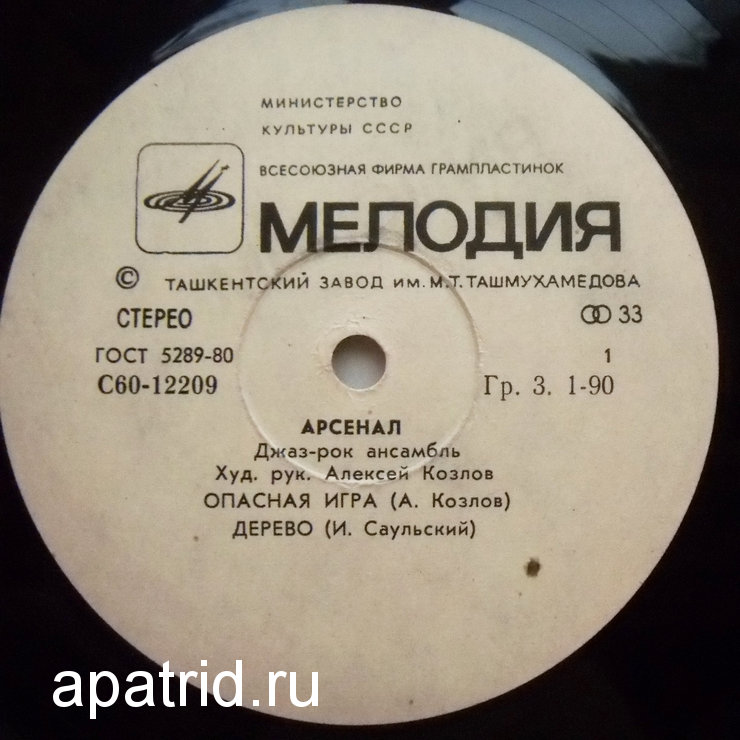 МИНИСТЕРСТВО
КУЛЬТУРЫ СССР
ВСЕСОЮЗНАЯ ФИРМА ГРАМПЛАСТИНОК
МЕЛОДИЯ
© ТАШКЕНТСКИЙ ЗАВОД ИМ. М.Т. ТАШМУХАМЕДОВА
СТЕРЕО 33
ГОСТ 5289-80 1
С60-12209 Гр. 3. 1-90
АРСЕНАЛ
Джаз-рок ансамбль
Худ. рук. Алексей Козлов
ОПАСНАЯ ИГРА (А. Козлов)
ДЕРЕВО (И. Саульский)
apatrid.ru